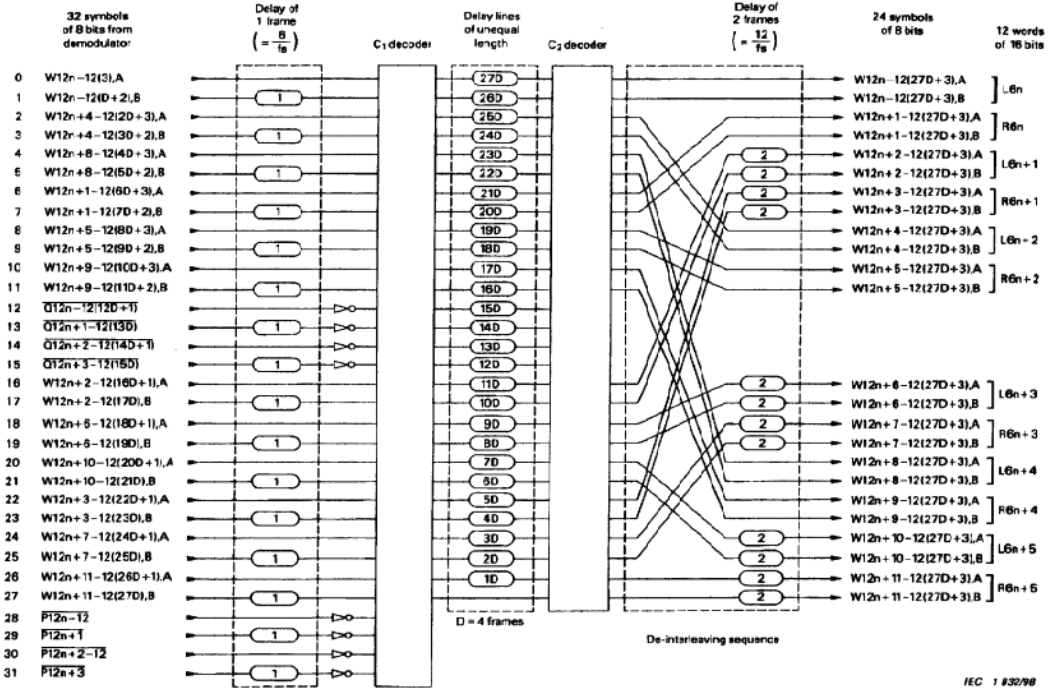 32 symbols
of 8 bits from
demodulator
Delay of
1 frame
( = 6/fs )
C1 decoder
Delay lines
of unequal
length
C2 decoder
Delay of
2 frames
( = 12/fs )
24 symbols
of 8 bits
12 words
of 16 bits
0 W12n-12(3),A 27D W12n-12(27D+3),A
L6n
1 W12n-12(D+2),B 1 26D W12n-12(27D+3),B
2 W12n+4-12(2D+3),A 25D W12n+1-12(27D+3),A
R6n
3 W12n+4-12(3D+2),B 1 24D W12n+1-12(27D+3),B
4 W12n+8-12(4D+3),A 23D 2 W12n+2-12(27D+3),A
L6n+1
5 W12n+8-12(5D+2),B 1 22D 2 W12n+2-12(27D+3),B
6 W12n+1-12(6D+3),A 21D 2 W12n+3-12(27D+3),A
R6n+1
7 W12n+1-12(7D+2),B 1 20D 2 W12n+3-12(27D+3),B
8 W12n+5-12(8D+3),A 19D W12n+4-12(27D+3),A
L6n+2
9 W12n+5-12(9D+2),B 1 18D W12n+4-12(27D+3),B
10 W12n+9-12(10D+3),A 17D W12n+5-12(27D+3),A
R6n+2
11 W12n+9-12(11D+2),B 1 16D W12n+5-12(27D+3),B
12 Q12n-12(12D+1) 15D
13 Q12n+1-12(13D) 1 14D
14 Q12n+2-12(14D+1) 13D
15 Q12n+3-12(15D) 1 12D
16 W12n+2-12(16D+1),A 11D 2 W12n+6-12(27D+3),A
L6n+3
17 W12n+2-12(17D),B 1 10D 2 W12n+6-12(27D+3),B
18 W12n+6-12(18D+1),A 9D 2 W12n+7-12(27D+3),A
R6n+3
19 W12n+6-12(19D),B 1 8D 2 W12n+7-12(27D+3),B
20 W12n+10-12(20D+1),A 7D W12n+8-12(27D+3),A
L6n+4
21 W12n+10-12(21D),B 1 6D W12n+8-12(27D+3),B
22 W12n+3-12(22D+1),A 5D W12n+9-12(27D+3),A
R6n+4
23 W12n+3-12(23D),B 1 4D W12n+9-12(27D+3),B
24 W12n+7-12(24D+1),A 3D 2 W12n+10-12(27D+3),A
L6n+5
25 W12n+7-12(25D),B 1 2D 2 W12n+10-12(27D+3),B
26 W12n+11-12(26D+1),A 1D 2 W12n+11-12(27D+3),A
R6n+5
27 W12n+11-12(27D),B 1 2 W12n+11-12(27D+3),B
28 P12n-12
D = 4 frames
29 P12n+1 1
De-interleaving sequence
30 P12n+2-12
31 P12n+3 1
IEC 1 932/98